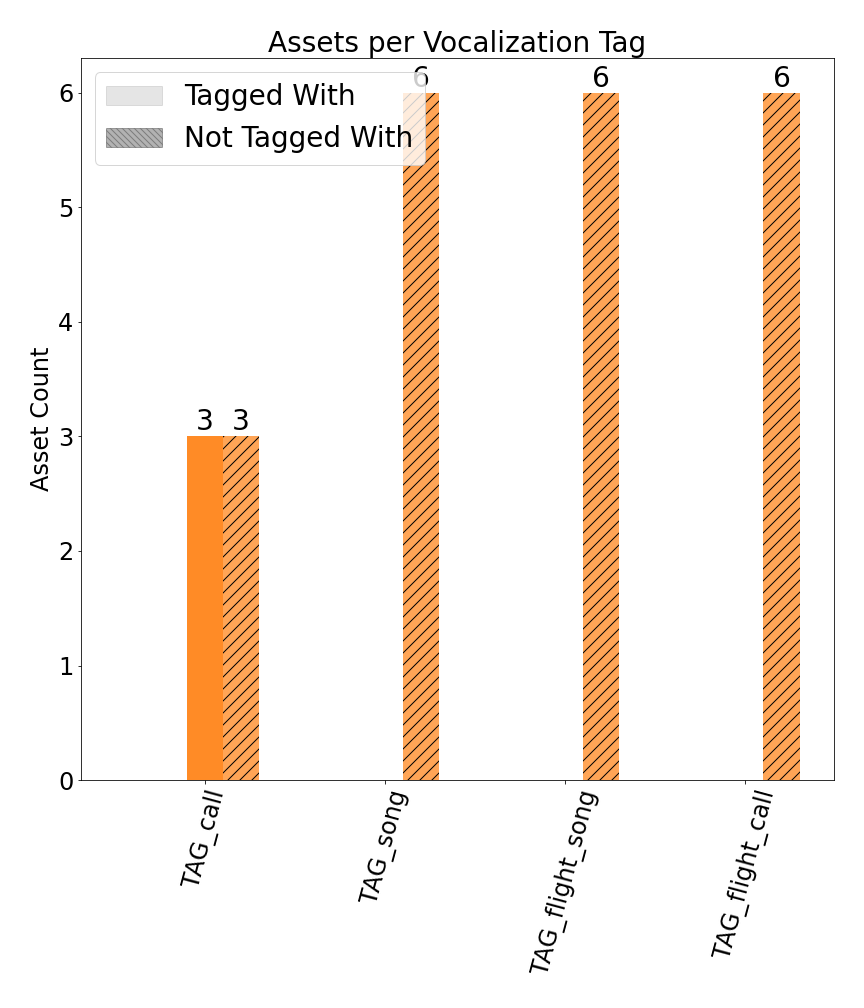 Assets per Vocalization Tag
Tagged With
Not Tagged With
6
6
6
3
3
6
5
4
3
2
1
0
Asset Count
TAG_call
TAG_song
TAG_flight_song
TAG_flight_call